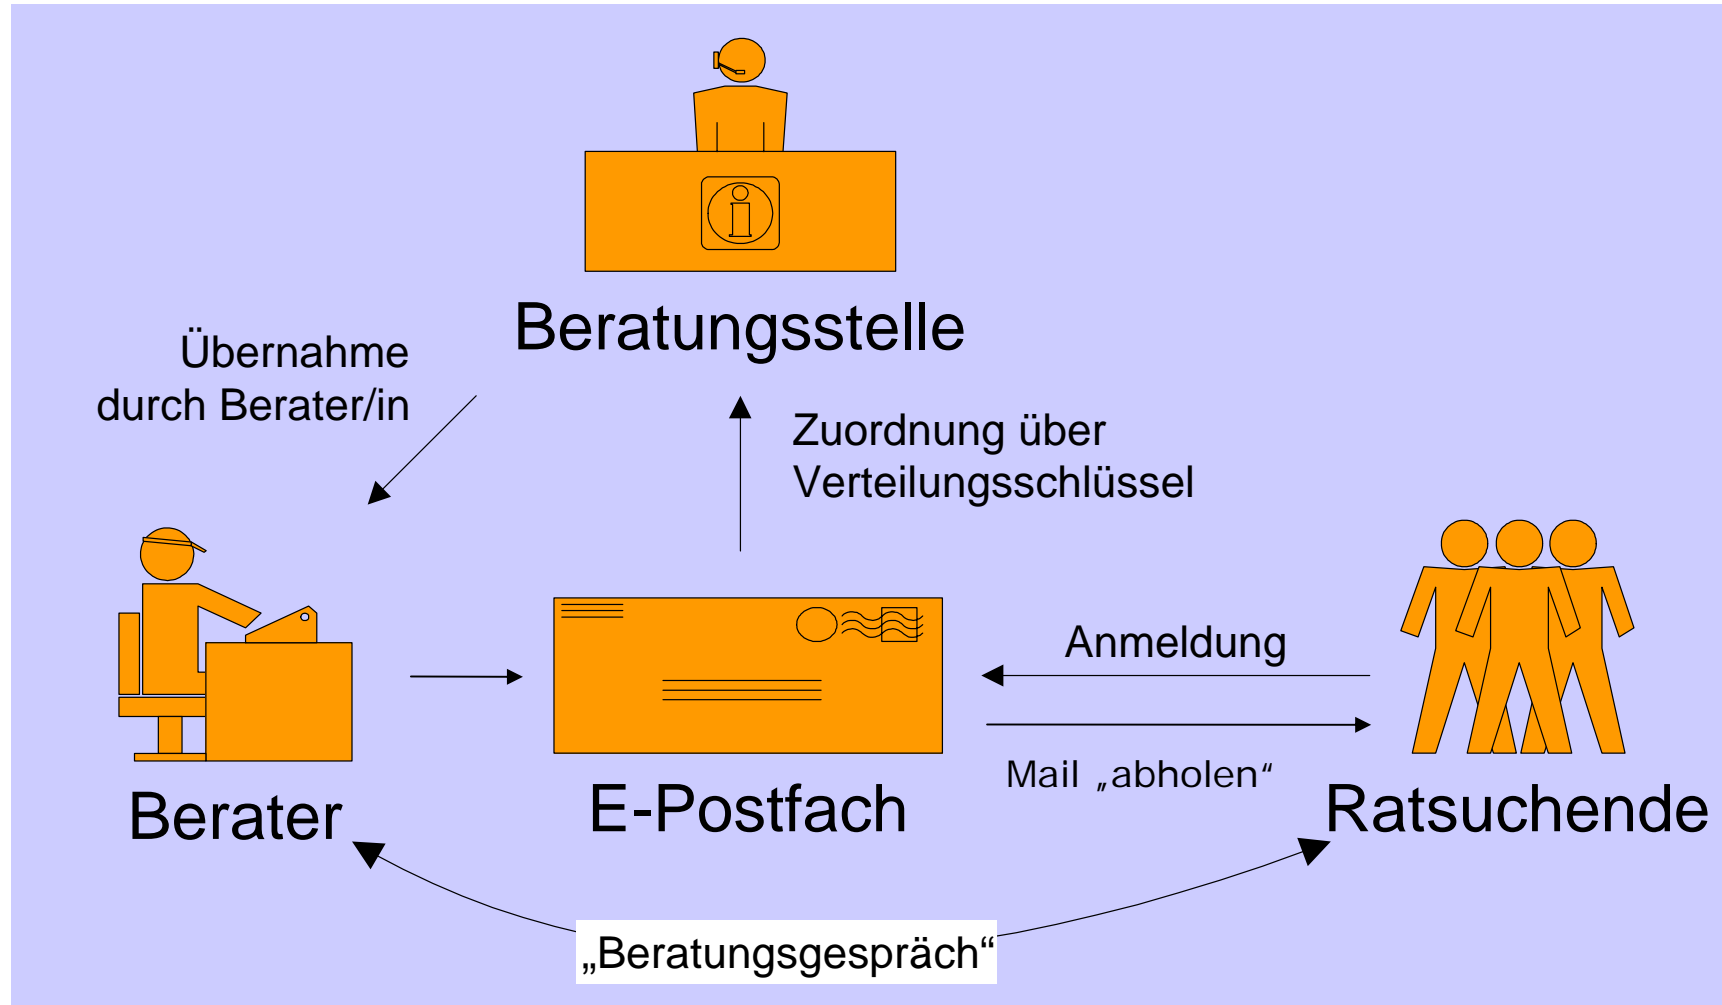 Beratungsstelle
Übernahme
durch Berater/in
Zuordnung über
Verteilungsschlüssel
Anmeldung
Mail „abholen“
Berater
E-Postfach
Ratsuchende
„Beratungsgespräch“